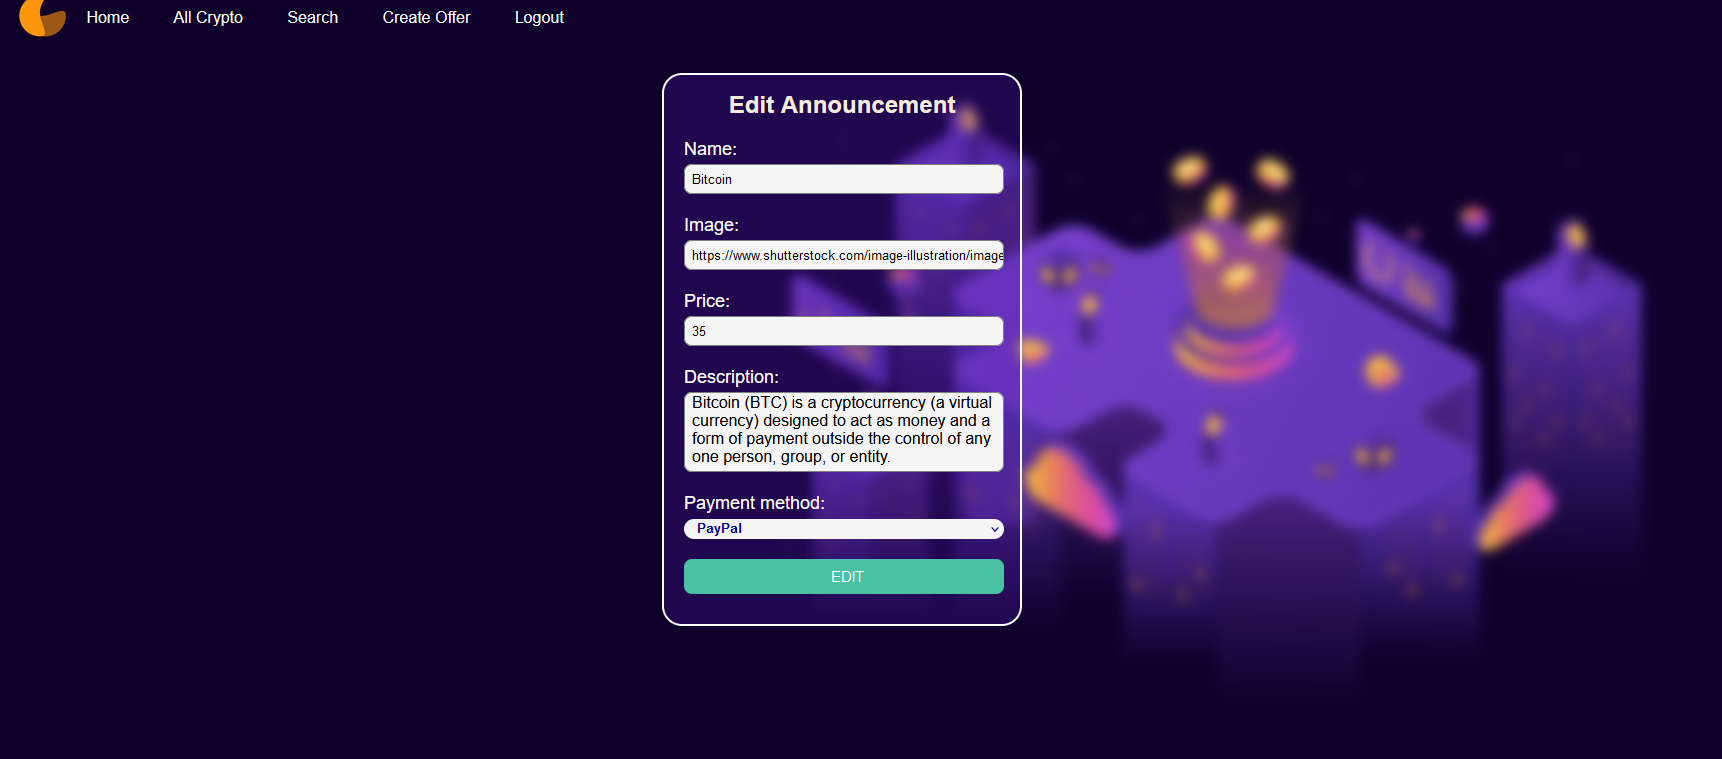 Home All Crypto Search Create Offer Logout
Edit Announcement
Name:
Bitcoin
Image:
https://www.shutterstock.com/image-illustration/image
Price:
35
Description:
Bitcoin (BTC) is a cryptocurrency (a virtual
currency) designed to act as money and a
form of payment outside the control of any
one person, group, or entity.
Payment method:
PayPal
EDIT